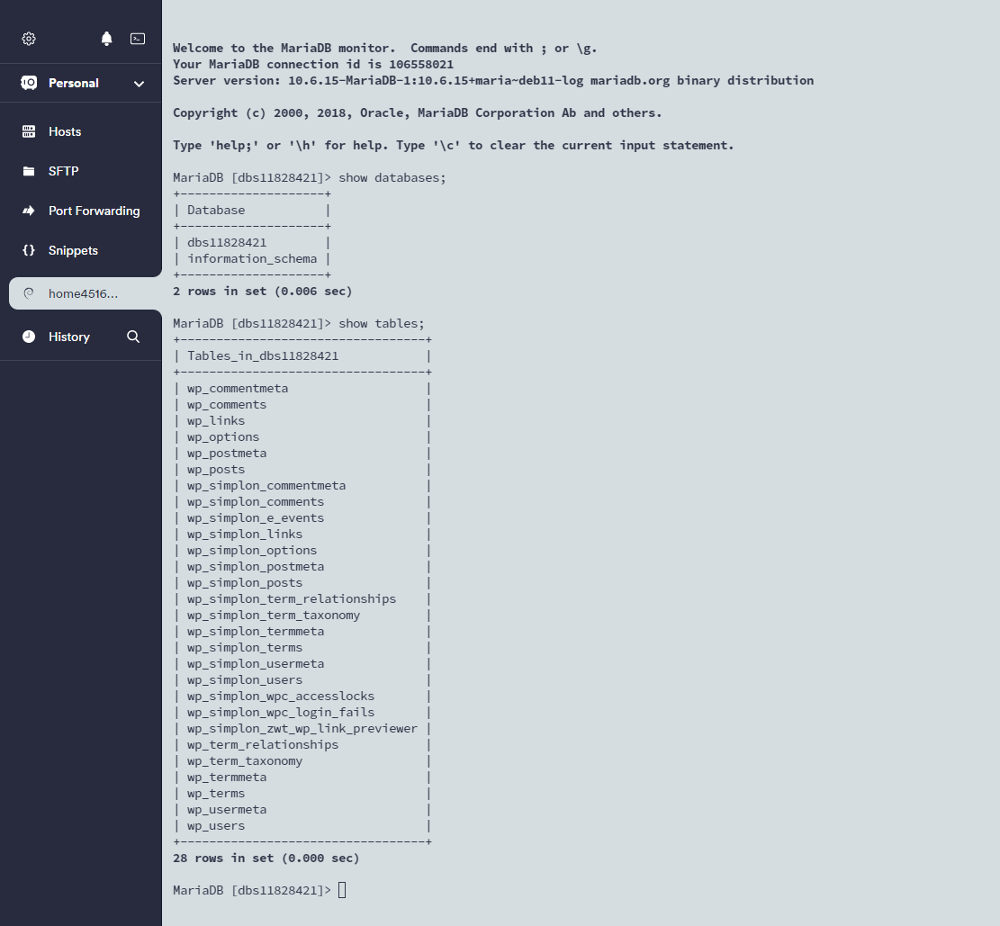 Personal
Hosts
SFTP
Port Forwarding
Snippets
home4516...
History
Welcome to the MariaDB monitor.  Commands end with ; or \g.
Your MariaDB connection id is 106558021
Server version: 10.6.15-MariaDB-1:10.6.15+maria~deb11-log mariadb.org binary distribution
Copyright (c) 2000, 2018, Oracle, MariaDB Corporation Ab and others.
Type 'help;' or '\h' for help. Type '\c' to clear the current input statement.
MariaDB [dbs11828421]> show databases;
+--------------------+
| Database           |
+--------------------+
| dbs11828421        |
| information_schema |
+--------------------+
2 rows in set (0.006 sec)
MariaDB [dbs11828421]> show tables;
+----------------------------------+
| Tables_in_dbs11828421            |
+----------------------------------+
| wp_commentmeta                   |
| wp_comments                      |
| wp_links                         |
| wp_options                       |
| wp_postmeta                      |
| wp_posts                         |
| wp_simplon_commentmeta           |
| wp_simplon_comments              |
| wp_simplon_e_events              |
| wp_simplon_links                 |
| wp_simplon_options               |
| wp_simplon_postmeta              |
| wp_simplon_posts                 |
| wp_simplon_term_relationships    |
| wp_simplon_term_taxonomy         |
| wp_simplon_termmeta              |
| wp_simplon_terms                 |
| wp_simplon_usermeta              |
| wp_simplon_users                 |
| wp_simplon_wpc_accesslocks       |
| wp_simplon_wpc_login_fails       |
| wp_simplon_zwt_wp_link_previewer |
| wp_term_relationships            |
| wp_term_taxonomy                 |
| wp_termmeta                      |
| wp_terms                         |
| wp_usermeta                      |
| wp_users                         |
+----------------------------------+
28 rows in set (0.000 sec)
MariaDB [dbs11828421]>